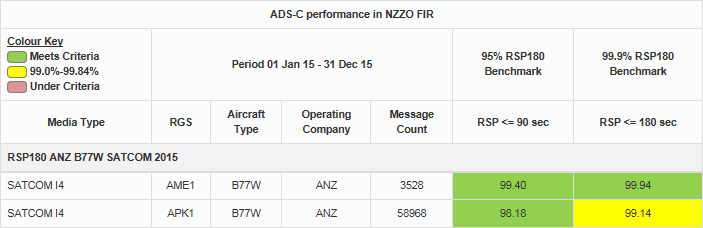 ADS-C performance in NZZO FIR
Colour Key
Meets Criteria
99.0%-99.84%
Under Criteria
Period 01 Jan 15 - 31 Dec 15
95% RSP180
Benchmark
99.9% RSP180
Benchmark
Media Type RGS Aircraft Type Operating Company Message Count RSP <= 90 sec RSP <= 180 sec
RSP180 ANZ B77W SATCOM 2015
SATCOM I4 AME1 B77W ANZ 3528 99.40 99.94
SATCOM I4 APK1 B77W ANZ 58968 98.18 99.14